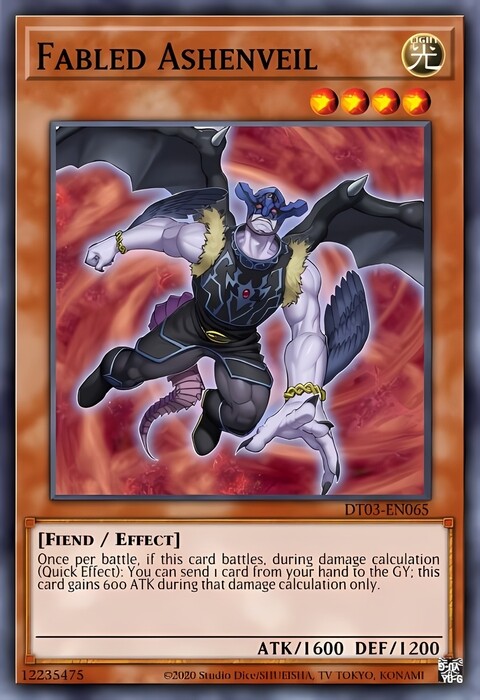 FABLED ASHENVEIL
LIGHT
光
DT03-EN065
[FIEND / EFFECT]
Once per battle, if this card battles, during damage calculation
(Quick Effect): You can send 1 card from your hand to the GY; this
card gains 600 ATK during that damage calculation only.
ATK/1600 DEF/1200
12235475
©2020 Studio Dice/SHUEISHA, TV TOKYO, KONAMI